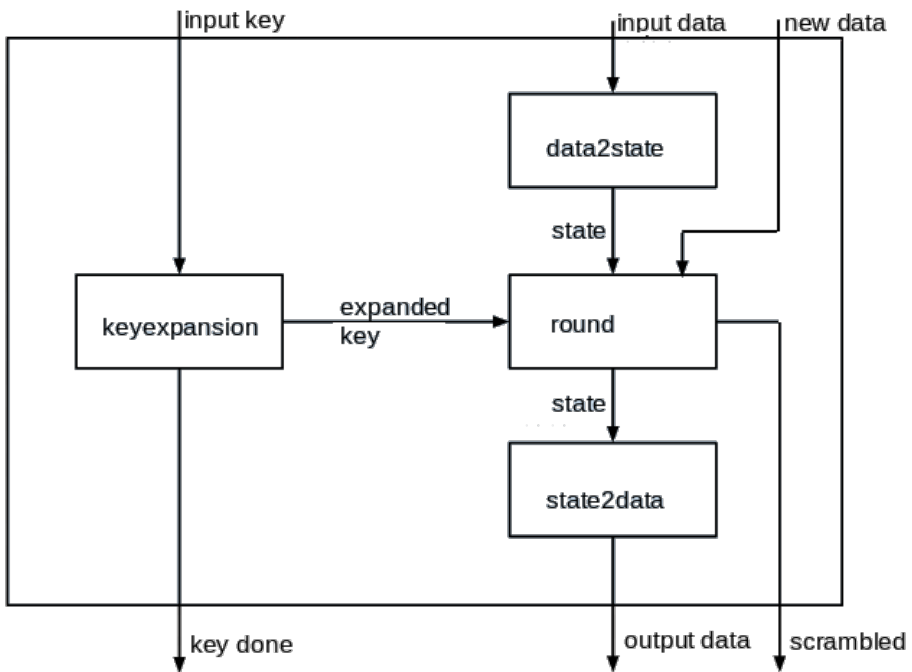 input key
input data
new data
data2state
state
keyexpansion
expanded
key
round
state
state2data
key done
output data
scrambled